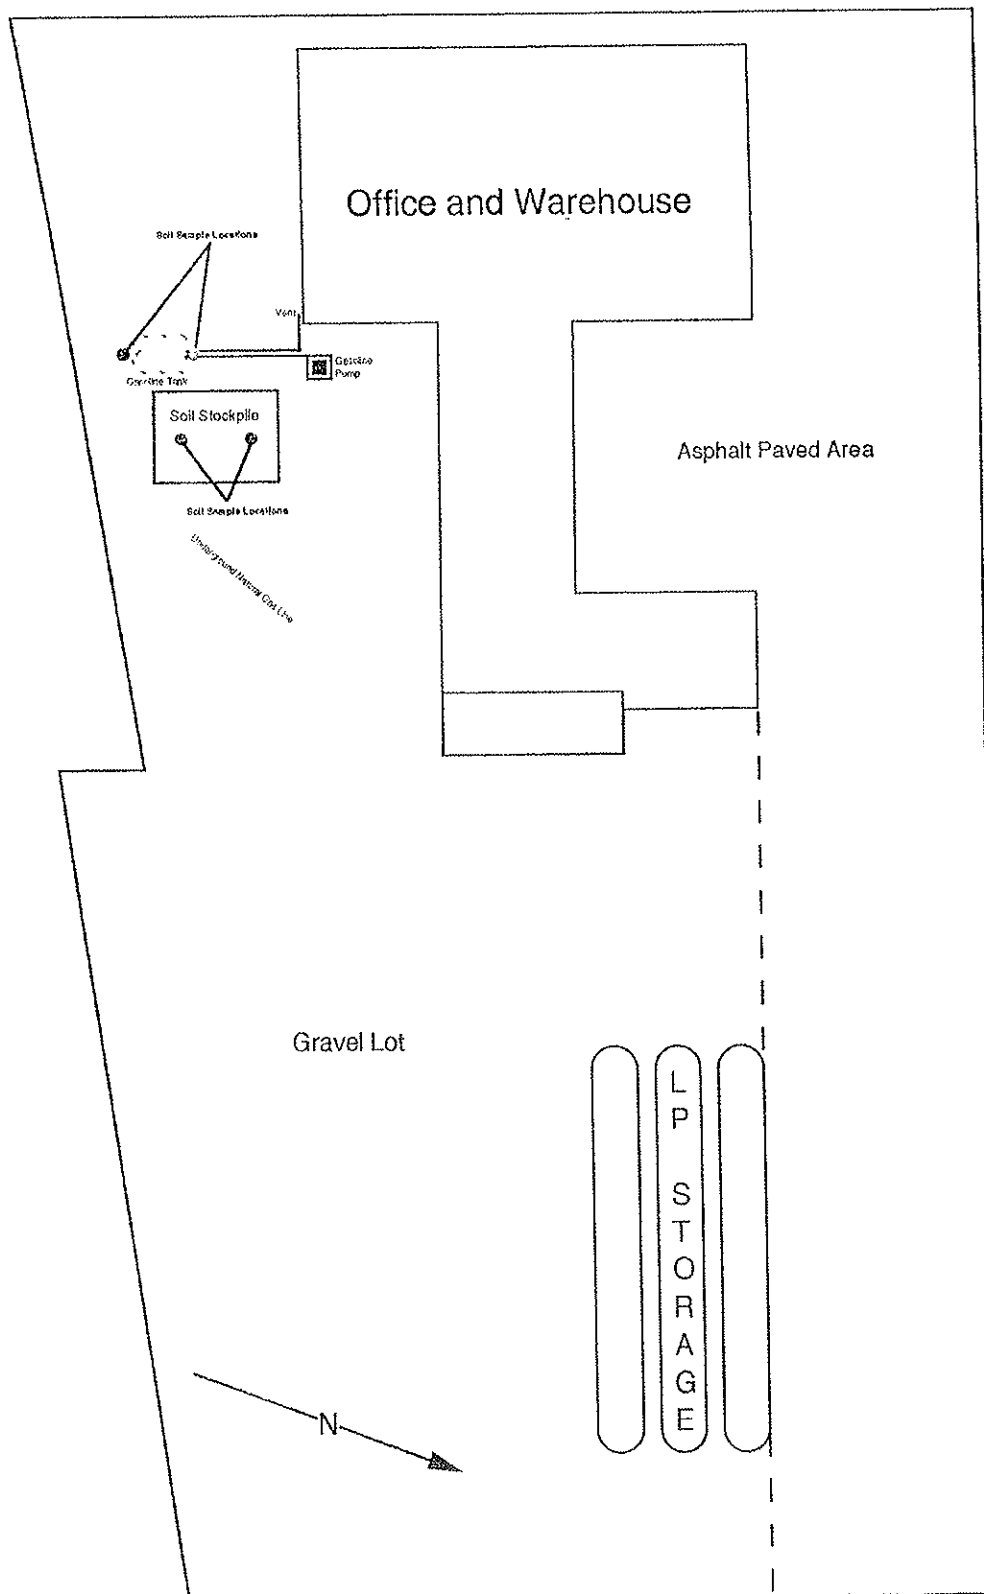 Office and Warehouse
Soil Sample Locations
Vent
Gasoline
Pump
Gasoline Tank
Soil Stockpile
Asphalt Paved Area
Soil Sample Locations
Underground Natural Gas Line
Gravel Lot
LP STORAGE
N